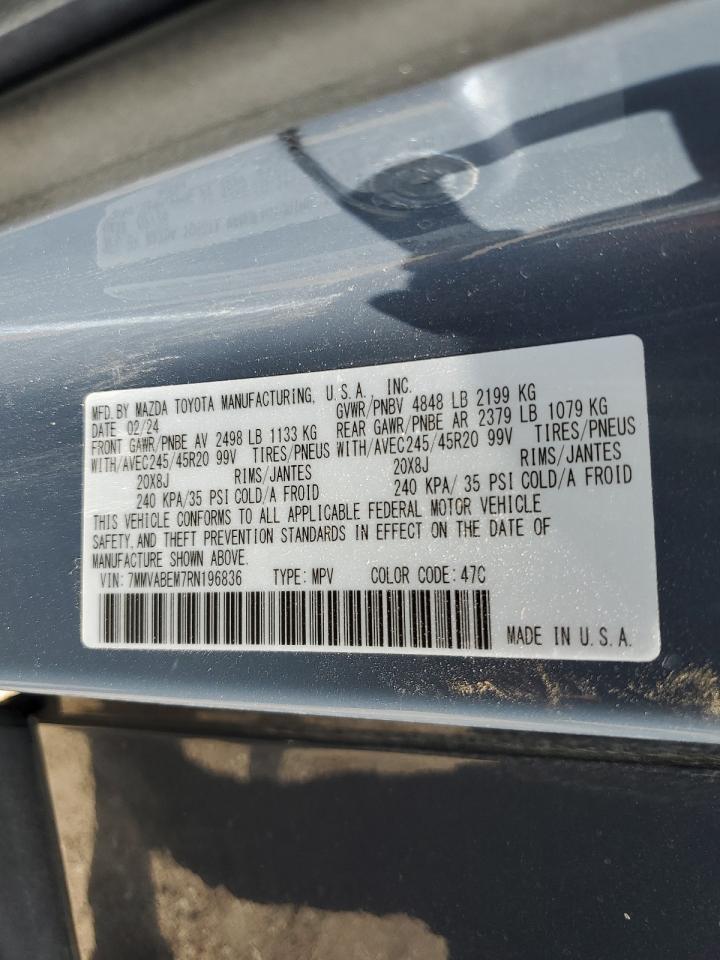 MFD. BY MAZDA TOYOTA MANUFACTURING, U.S.A., INC.
DATE 02/24 GVWR/PNBV 4848 LB 2199 KG
FRONT GAWR/PNBE AV 2498 LB 1133 KG REAR GAWR/PNBE AR 2379 LB 1079 KG
WITH/AVEC245/45R20 99V TIRES/PNEUS WITH/AVEC245/45R20 99V TIRES/PNEUS
20X8J RIMS/JANTES 20X8J RIMS/JANTES
240 KPA/ 35 PSI COLD/A FROID 240 KPA/ 35 PSI COLD/A FROID
THIS VEHICLE CONFORMS TO ALL APPLICABLE FEDERAL MOTOR VEHICLE
SAFETY, AND THEFT PREVENTION STANDARDS IN EFFECT ON THE DATE OF
MANUFACTURE SHOWN ABOVE.
VIN: 7MMVABEM7RN196836 TYPE: MPV COLOR CODE: 47C
MADE IN U.S.A.